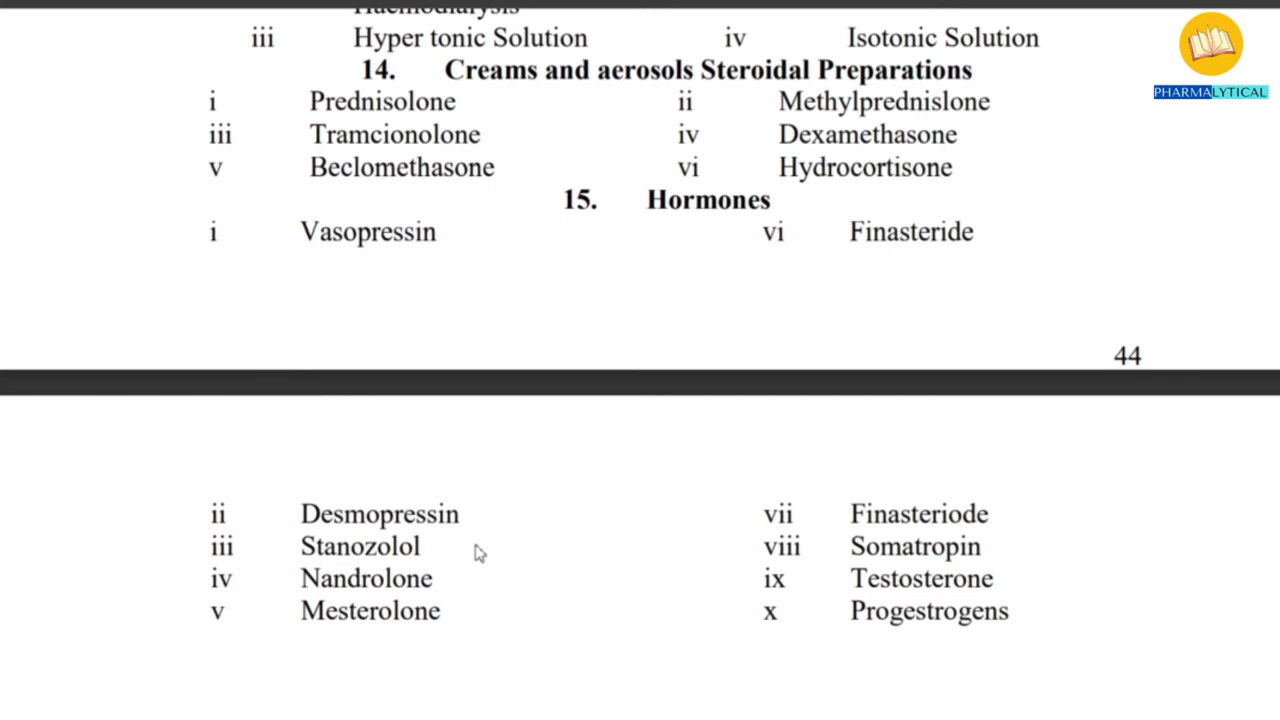 Haemodialysis
iii Hyper tonic Solution iv Isotonic Solution
PHARMALYTICAL
14. Creams and aerosols Steroidal Preparations
i Prednisolone ii Methylprednislone
iii Tramcionolone iv Dexamethasone
v Beclomethasone vi Hydrocortisone
15. Hormones
i Vasopressin vi Finasteride
44
ii Desmopressin vii Finasteriode
iii Stanozolol viii Somatropin
iv Nandrolone ix Testosterone
v Mesterolone x Progestrogens